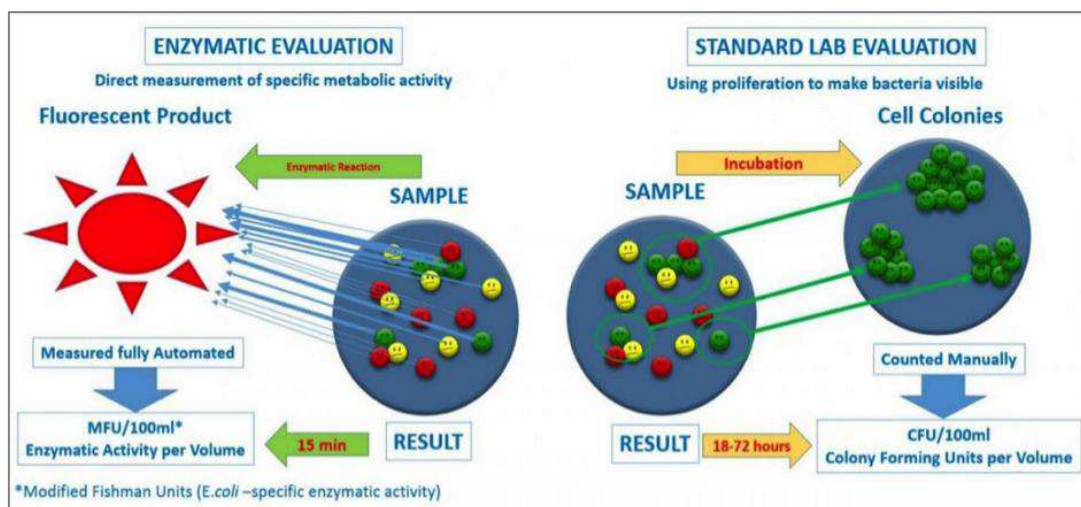 ENZYMATIC EVALUATION
Direct measurement of specific metabolic activity
Fluorescent Product
Enzymatic Reaction
SAMPLE
Measured fully Automated
MFU/100ml*
Enzymatic Activity per Volume
15 min
RESULT
*Modified Fishman Units (E.coli –specific enzymatic activity)
STANDARD LAB EVALUATION
Using proliferation to make bacteria visible
Cell Colonies
Incubation
SAMPLE
Counted Manually
RESULT
18-72 hours
CFU/100ml
Colony Forming Units per Volume